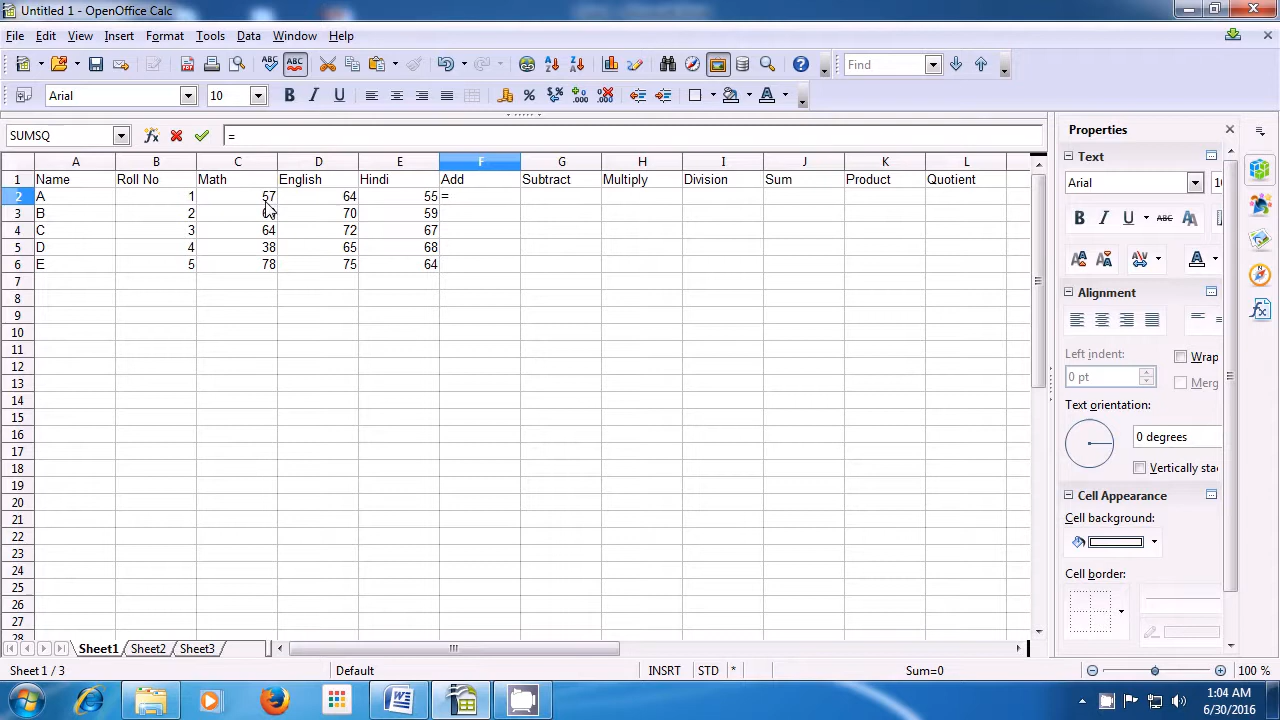 Untitled 1 - OpenOffice Calc
File Edit View Insert Format Tools Data Window Help
Find
Arial 10
SUMSQ =
A B C D E F G H I J K L
1 Name Roll No Math English Hindi Add Subtract Multiply Division Sum Product Quotient
2 A 1 57 64 55 =
3 B 2 70 59
4 C 3 64 72 67
5 D 4 38 65 68
6 E 5 78 75 64
7
8
9
10
11
12
13
14
15
16
17
18
19
20
21
22
23
24
25
26
27
28
Properties
Text
Arial
Alignment
Left indent: Wrap
0 pt Merg
Text orientation:
0 degrees
Vertically stac
Cell Appearance
Cell background:
Cell border:
Sheet1 Sheet2 Sheet3
Sheet 1 / 3 Default INSRT STD * Sum=0 100 %
1:04 AM
6/30/2016